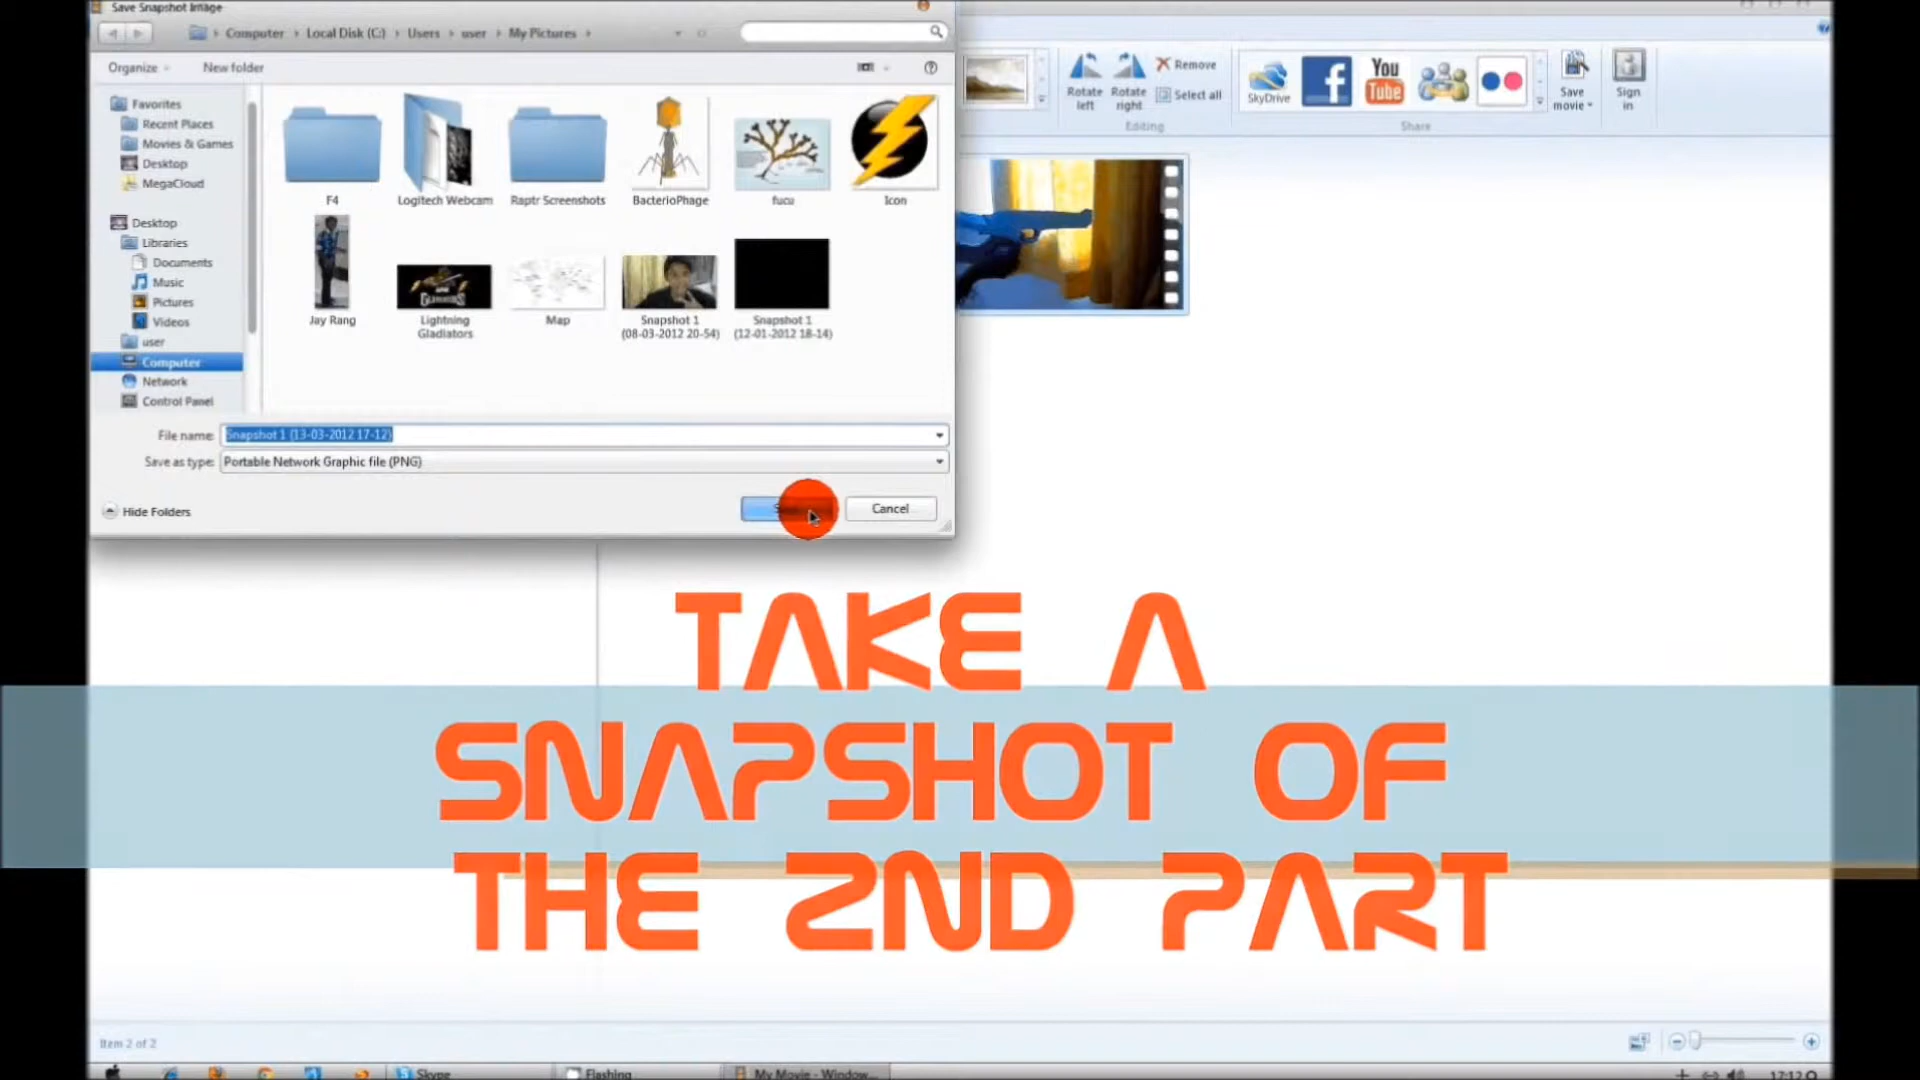 Save Snapshot Image
Computer
Local Disk (C:)
Users
user
My Pictures
Organize
New folder
Favorites
Recent Places
Movies & Games
Desktop
MegaCloud
Desktop
Libraries
Documents
Music
Pictures
Videos
user
Computer
Network
Control Panel
F4
Logitech Webcam
Raptr Screenshots
BacterioPhage
fucu
Icon
Jay Rang
Lightning
Gladiators
Map
Snapshot 1
(08-03-2012 20-54)
Snapshot 1
(12-01-2012 18-14)
File name:
Snapshot 1 (13-03-2012 17-12)
Save as type:
Portable Network Graphic file (PNG)
Hide Folders
Cancel
Rotate
left
Rotate
right
Remove
Select all
Editing
SkyDrive
f
You
Tube
Share
Save
movie
Sign
in
TAKE A
SNAPSHOT OF
THE 2ND PART
Item 2 of 2
Skype
Flashing
My Movie - Window...
17:12